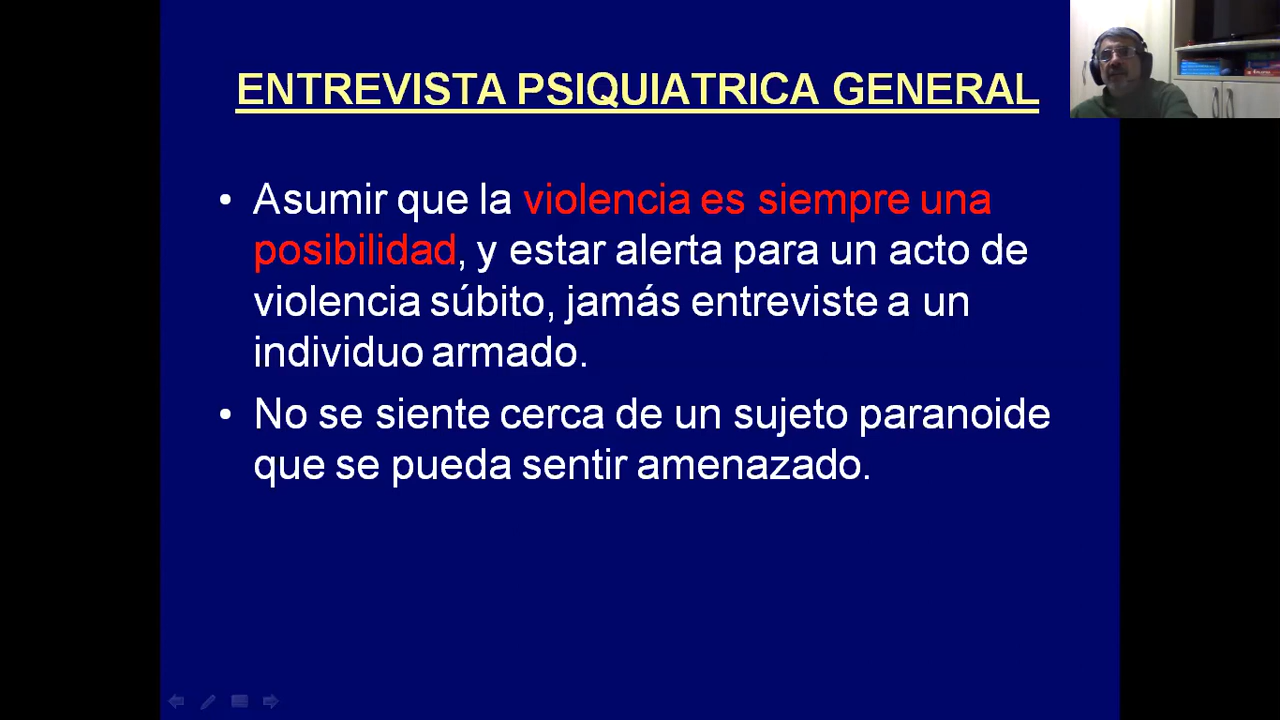 ENTREVISTA PSIQUIATRICA GENERAL
• Asumir que la violencia es siempre una
posibilidad, y estar alerta para un acto de
violencia súbito, jamás entreviste a un
individuo armado.
• No se siente cerca de un sujeto paranoide
que se pueda sentir amenazado.